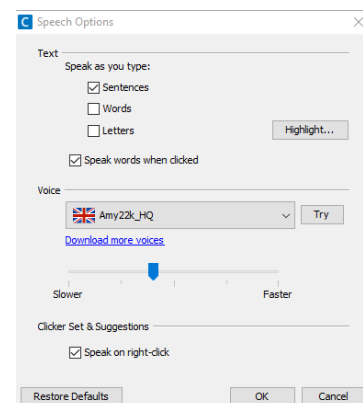 C Speech Options
Text
Speak as you type:
Sentences
Words
Letters
Highlight...
Speak words when clicked
Voice
Amy22k_HQ
Try
Download more voices
Slower
Faster
Clicker Set & Suggestions
Speak on right-click
Restore Defaults
OK
Cancel